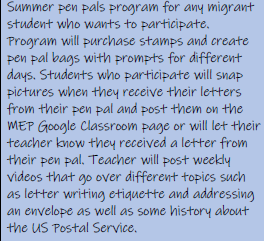 Summer pen pals program for any migrant
student who wants to participate.
Program will purchase stamps and create
pen pal bags with prompts for different
days. Students who participate will snap
pictures when they receive their letters
from their pen pal and post them on the
MEP Google Classroom page or will let their
teacher know they received a letter from
their pen pal. Teacher will post weekly
videos that go over different topics such
as letter writing etiquette and addressing
an envelope as well as some history about
the US Postal Service.